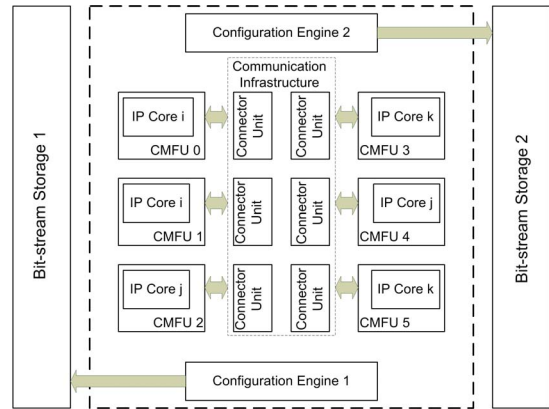 Bit-stream Storage 1
Configuration Engine 2
Bit-stream Storage 2
Communication
Infrastructure
IP Core i
CMFU 0
Connector
Unit
Connector
Unit
IP Core k
CMFU 3
IP Core i
CMFU 1
Connector
Unit
Connector
Unit
IP Core j
CMFU 4
IP Core j
CMFU 2
Connector
Unit
Connector
Unit
IP Core k
CMFU 5
Configuration Engine 1